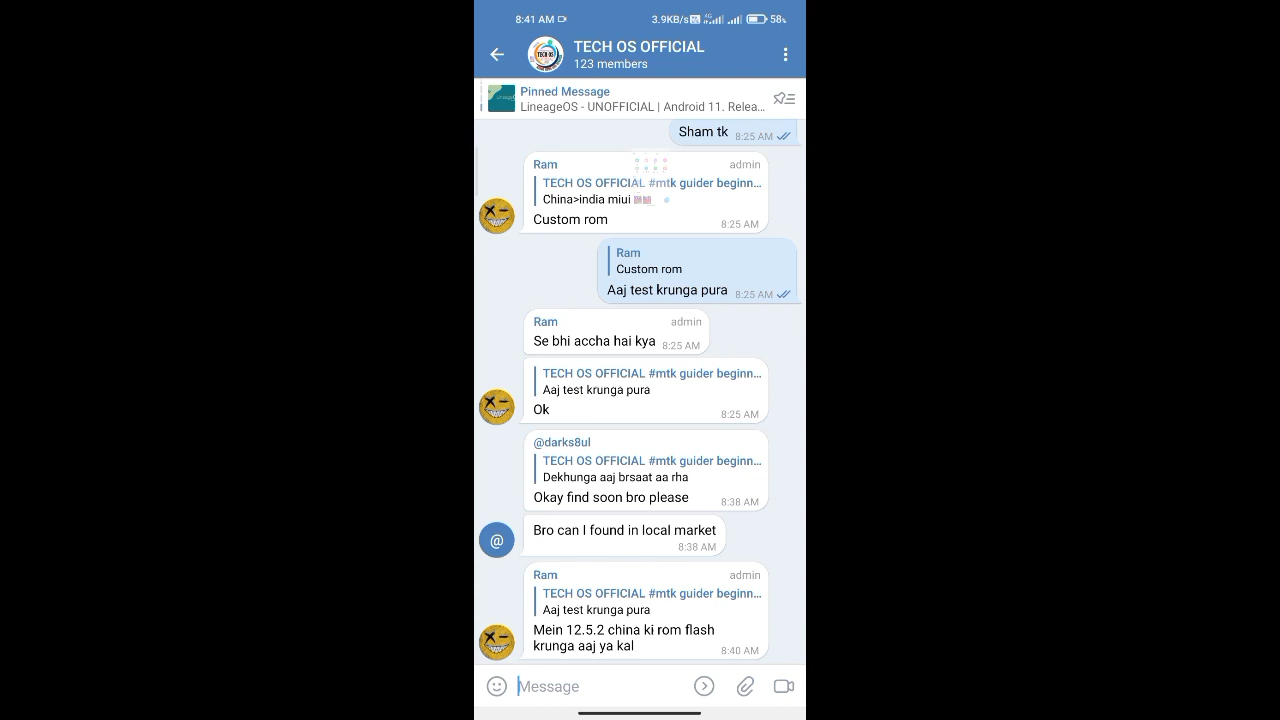 8:41 AM
3.9KB/s
4G
58%
TECH OS OFFICIAL
123 members
TECH OS
Pinned Message
LineageOS - UNOFFICIAL | Android 11. Relea...
Sham tk 8:25 AM
Ram admin
TECH OS OFFICIAL #mtk guider beginn...
China>india miui
Custom rom 8:25 AM
Ram
Custom rom
Aaj test krunga pura 8:25 AM
Ram admin
Se bhi accha hai kya 8:25 AM
TECH OS OFFICIAL #mtk guider beginn...
Aaj test krunga pura
Ok 8:25 AM
@darks8ul
TECH OS OFFICIAL #mtk guider beginn...
Dekhunga aaj brsaat aa rha
Okay find soon bro please 8:38 AM
@
Bro can I found in local market
8:38 AM
Ram admin
TECH OS OFFICIAL #mtk guider beginn...
Aaj test krunga pura
Mein 12.5.2 china ki rom flash
krunga aaj ya kal 8:40 AM
Message